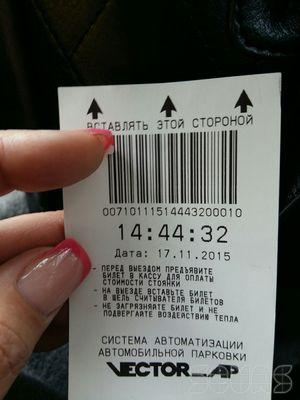 ВСТАВЛЯТЬ ЭТОЙ СТОРОНОЙ
00710111514443200010
14:44:32
Дата: 17.11.2015
- ПЕРЕД ВЫЕЗДОМ ПРЕДЪЯВИТЕ
БИЛЕТ В КАССУ ДЛЯ ОПЛАТЫ
СТОИМОСТИ СТОЯНКИ
- НА ВЫЕЗДЕ ВСТАВЬТЕ БИЛЕТ
В ЩЕЛЬ СЧИТЫВАТЕЛЯ БИЛЕТОВ
- НЕ ЗАГРЯЗНЯЙТЕ БИЛЕТ И НЕ
ПОДВЕРГАЙТЕ ВОЗДЕЙСТВИЮ ТЕПЛА
СИСТЕМА АВТОМАТИЗАЦИИ
АВТОМОБИЛЬНОЙ ПАРКОВКИ
VECTOR_AP